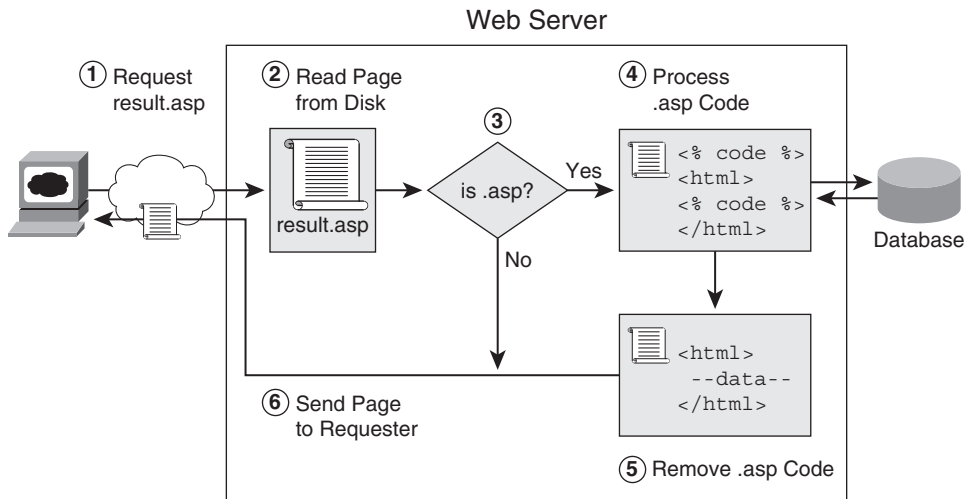 Web Server
1 Request
result.asp
2 Read Page
from Disk
result.asp
3
is .asp?
Yes
No
4 Process
.asp Code
<% code %>
<html>
<% code %>
</html>
Database
<html>
--data--
</html>
5 Remove .asp Code
6 Send Page
to Requester